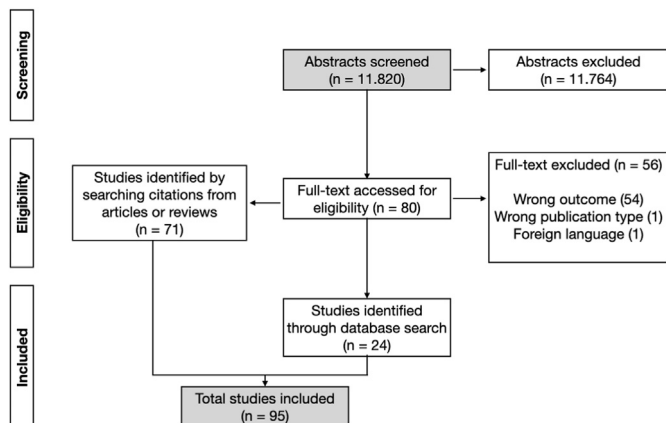 Screening
Abstracts screened
(n = 11.820)
Abstracts excluded
(n = 11.764)
Eligibility
Studies identified by
searching citations from
articles or reviews
(n = 71)
Full-text accessed for
eligibility (n = 80)
Full-text excluded (n = 56)
Wrong outcome (54)
Wrong publication type (1)
Foreign language (1)
Included
Studies identified
through database search
(n = 24)
Total studies included
(n = 95)